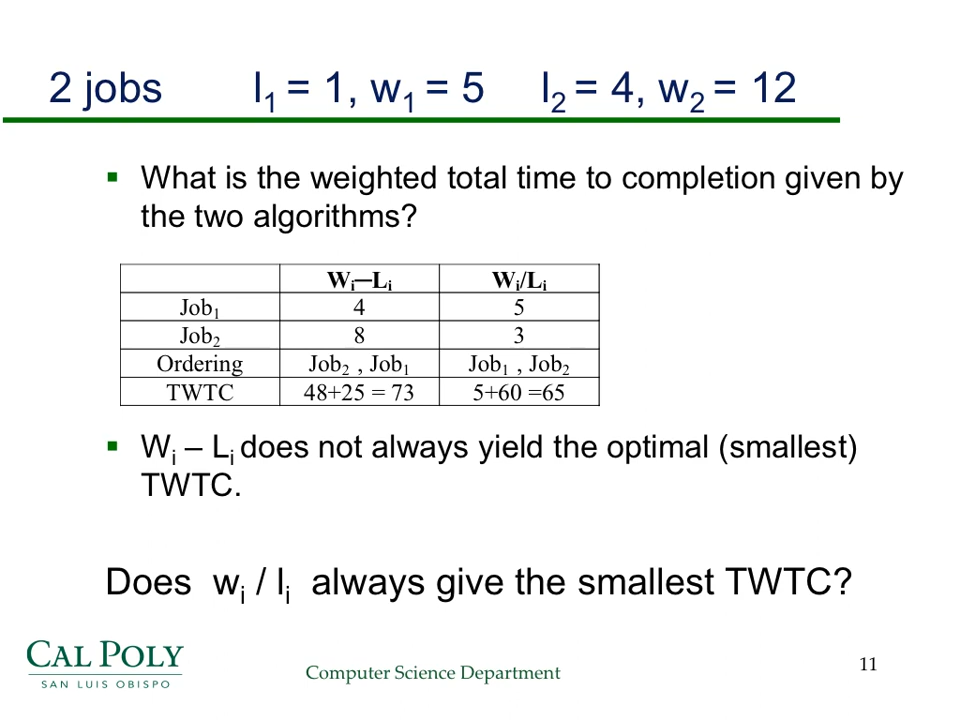 2 jobs l₁ = 1, w₁ = 5 l₂ = 4, w₂ = 12
▪ What is the weighted total time to completion given by
the two algorithms?
Wᵢ─Lᵢ Wᵢ/Lᵢ
Job₁ 4 5
Job₂ 8 3
Ordering Job₂ , Job₁ Job₁ , Job₂
TWTC 48+25 = 73 5+60 =65
▪ Wᵢ – Lᵢ does not always yield the optimal (smallest)
TWTC.
Does wᵢ / lᵢ always give the smallest TWTC?
CAL POLY
SAN LUIS OBISPO
Computer Science Department
11